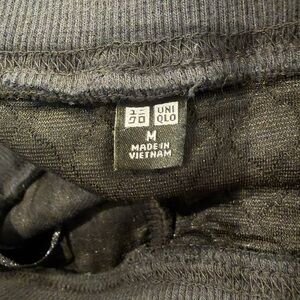 ユニ UNI
クロ QLO
M
MADE IN
VIETNAM